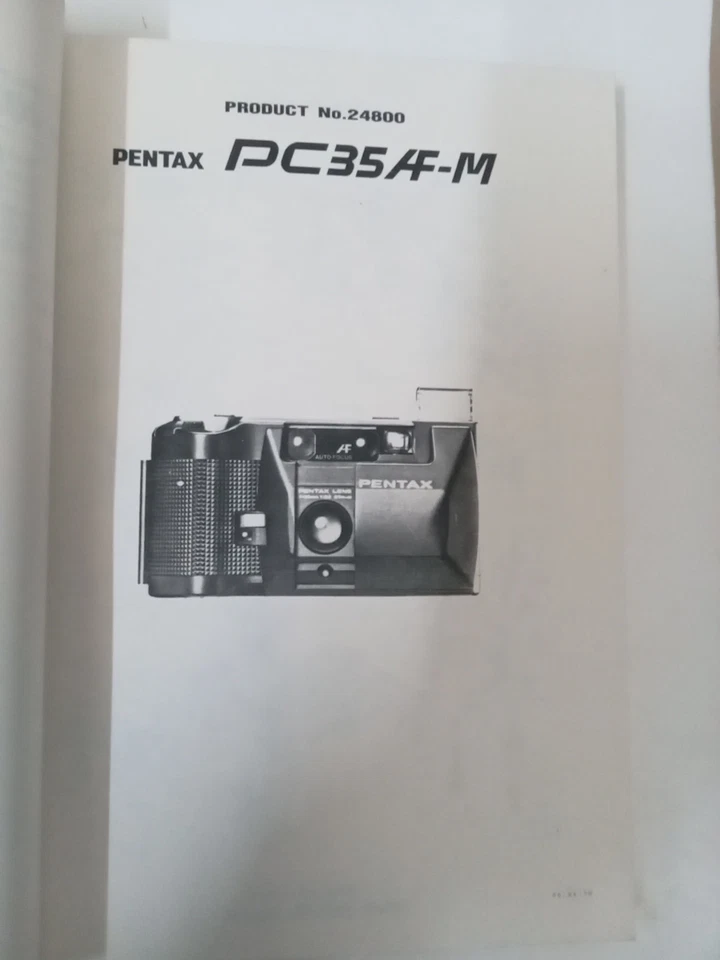 PRODUCT No.24800
PENTAX PC35AF-M
AF
AUTO FOCUS
PENTAX LENS
PENTAX